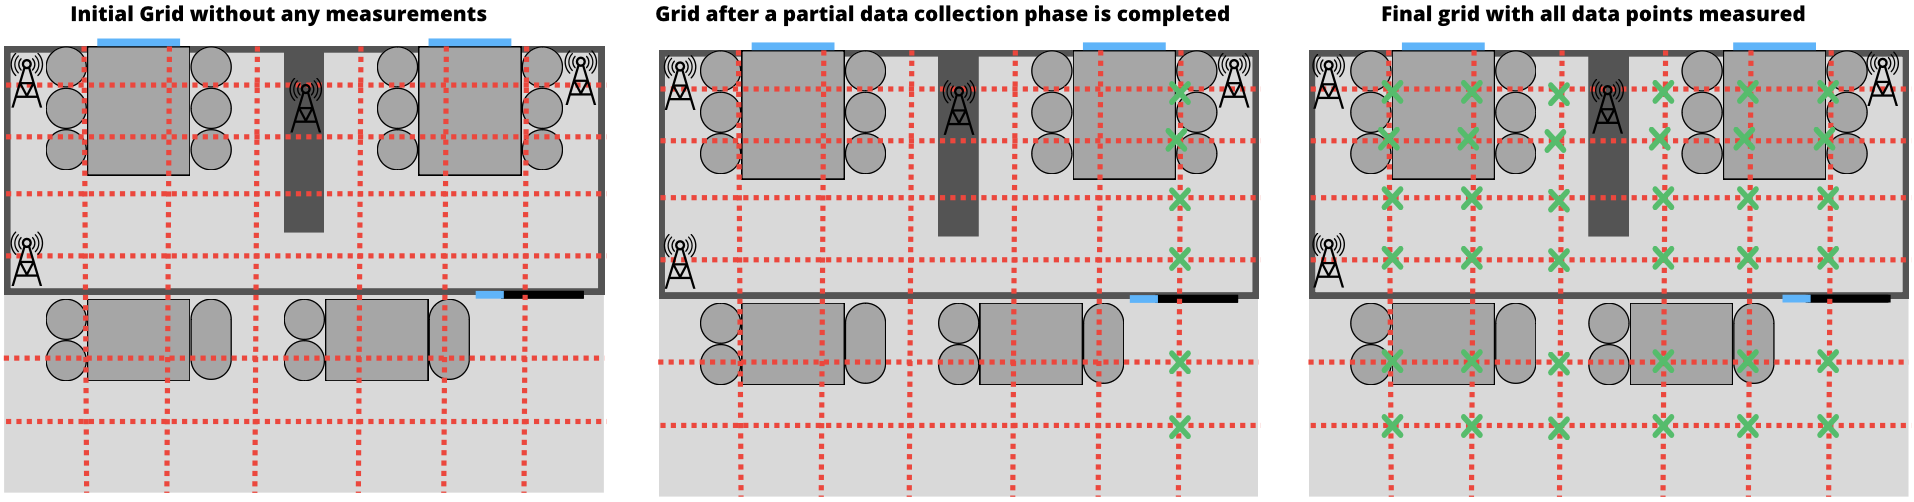 Initial Grid without any measurements
Grid after a partial data collection phase is completed
Final grid with all data points measured